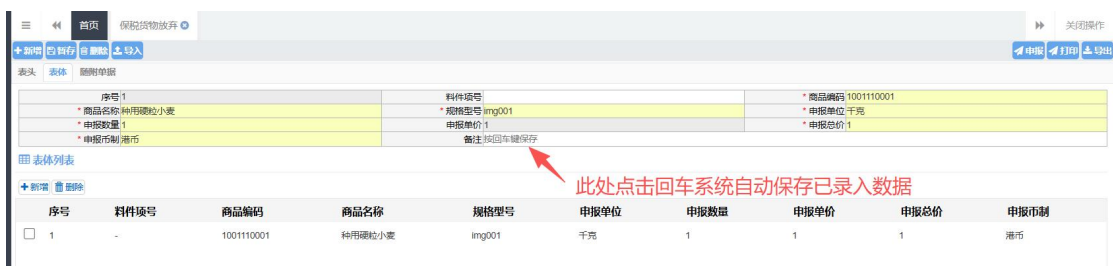 首页 保税货物放弃 关闭操作
新增 暂存 删除 导入 申报 打印 导出
表头 表体 随附单据
序号 1 料件项号 * 商品编码 1001110001
* 商品名称 种用硬粒小麦 * 规格型号 img001 * 申报单位 千克
* 申报数量 1 申报单价 1 * 申报总价 1
* 申报币制 港币 备注 按回车键保存
表体列表
此处点击回车系统自动保存已录入数据
新增 删除
序号 料件项号 商品编码 商品名称 规格型号 申报单位 申报数量 申报单价 申报总价 申报币制
1 - 1001110001 种用硬粒小麦 img001 千克 1 1 1 港币